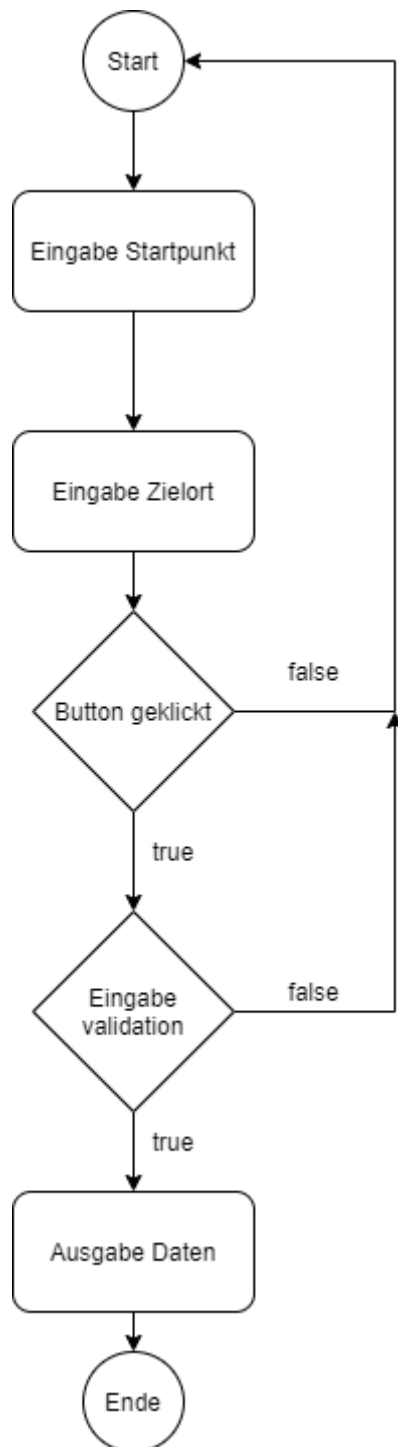 Start
Eingabe Startpunkt
Eingabe Zielort
Button geklickt
false
true
Eingabe
validation
false
true
Ausgabe Daten
Ende